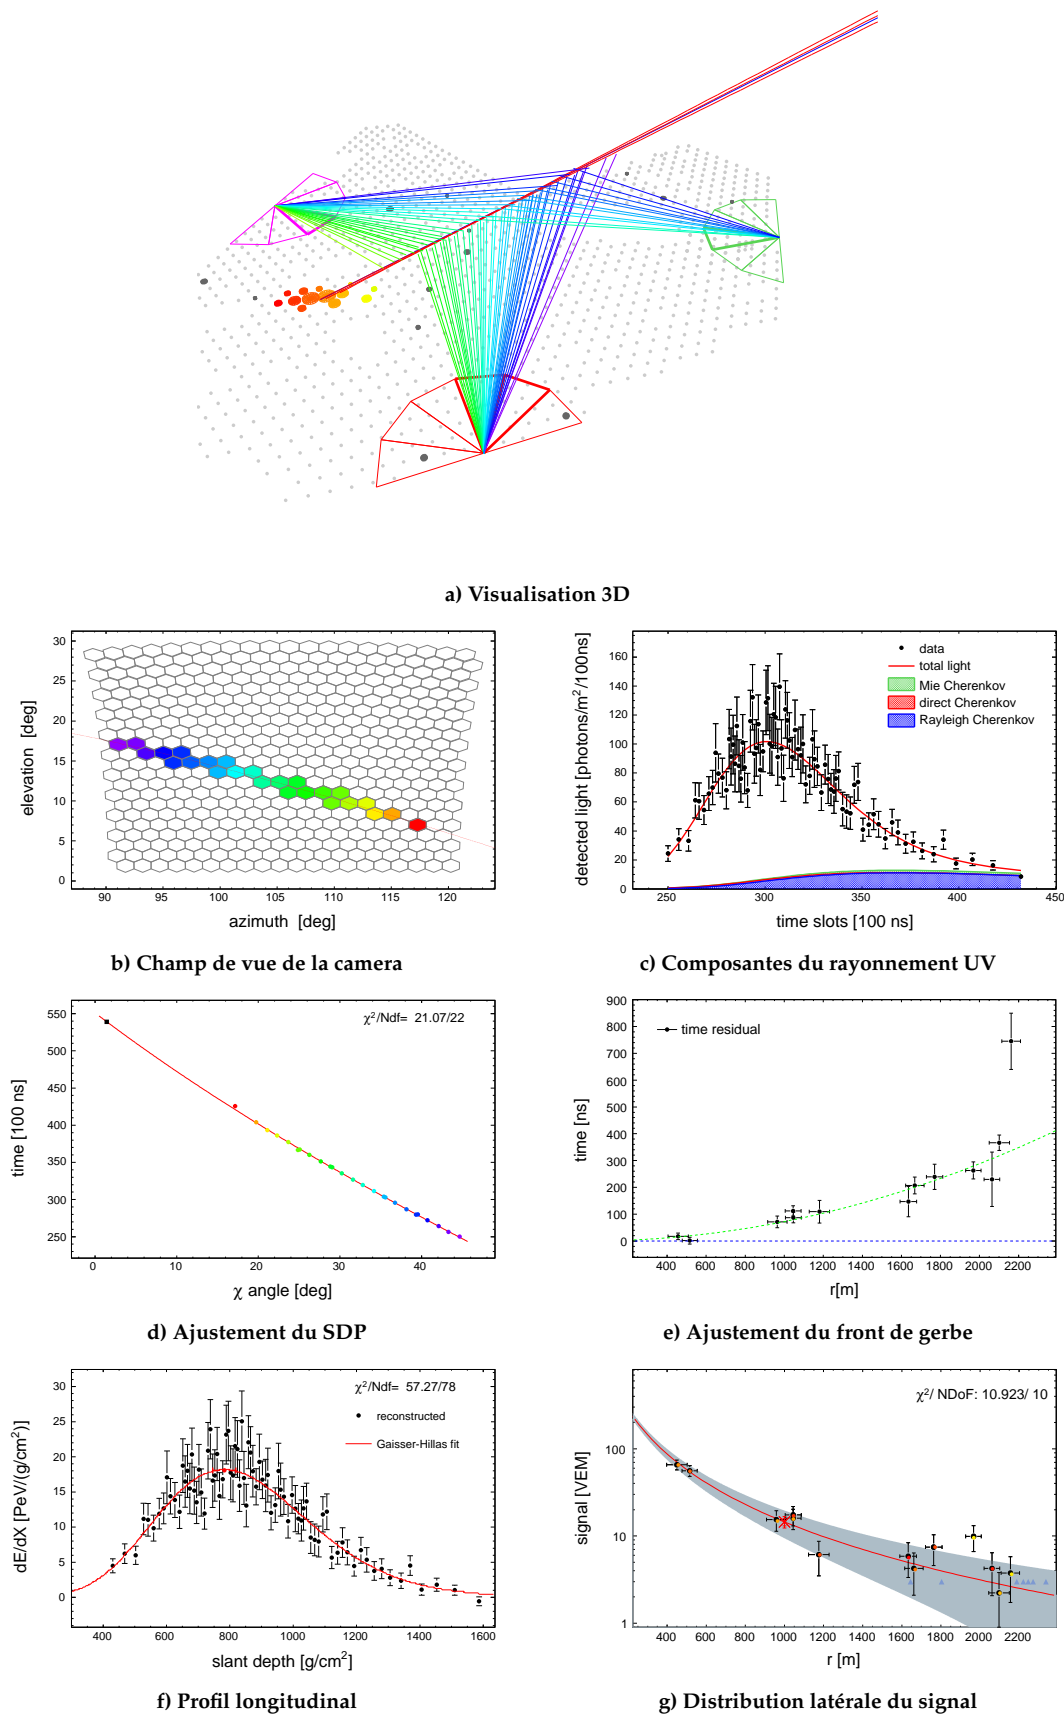 a) Visualisation 3D
elevation [deg]
30
25
20
15
10
5
0
90 95 100 105 110 115 120
azimuth [deg]
b) Champ de vue de la camera
detected light [photons/m²/100ns]
160
140
120
100
80
60
40
20
0
data
total light
Mie Cherenkov
direct Cherenkov
Rayleigh Cherenkov
250 300 350 400 450
time slots [100 ns]
c) Composantes du rayonnement UV
time [100 ns]
550
500
450
400
350
300
250
χ²/Ndf= 21.07/22
0 10 20 30 40
χ angle [deg]
d) Ajustement du SDP
time [ns]
900
800
700
600
500
400
300
200
100
0
time residual
400 600 800 1000 1200 1400 1600 1800 2000 2200
r[m]
e) Ajustement du front de gerbe
dE/dX [PeV/(g/cm²)]
30
25
20
15
10
5
0
χ²/Ndf= 57.27/78
reconstructed
Gaisser-Hillas fit
400 600 800 1000 1200 1400 1600
slant depth [g/cm²]
f) Profil longitudinal
signal [VEM]
100
10
1
χ²/ NDoF: 10.923/ 10
400 600 800 1000 1200 1400 1600 1800 2000 2200
r [m]
g) Distribution latérale du signal